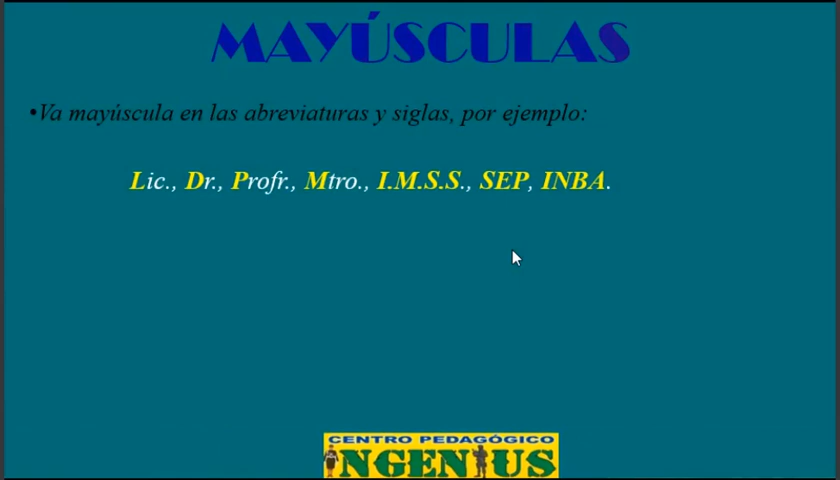 MAYÚSCULAS
•Va mayúscula en las abreviaturas y siglas, por ejemplo:
Lic., Dr., Profr., Mtro., I.M.S.S., SEP, INBA.
CENTRO PEDAGÓGICO
INGENIUS